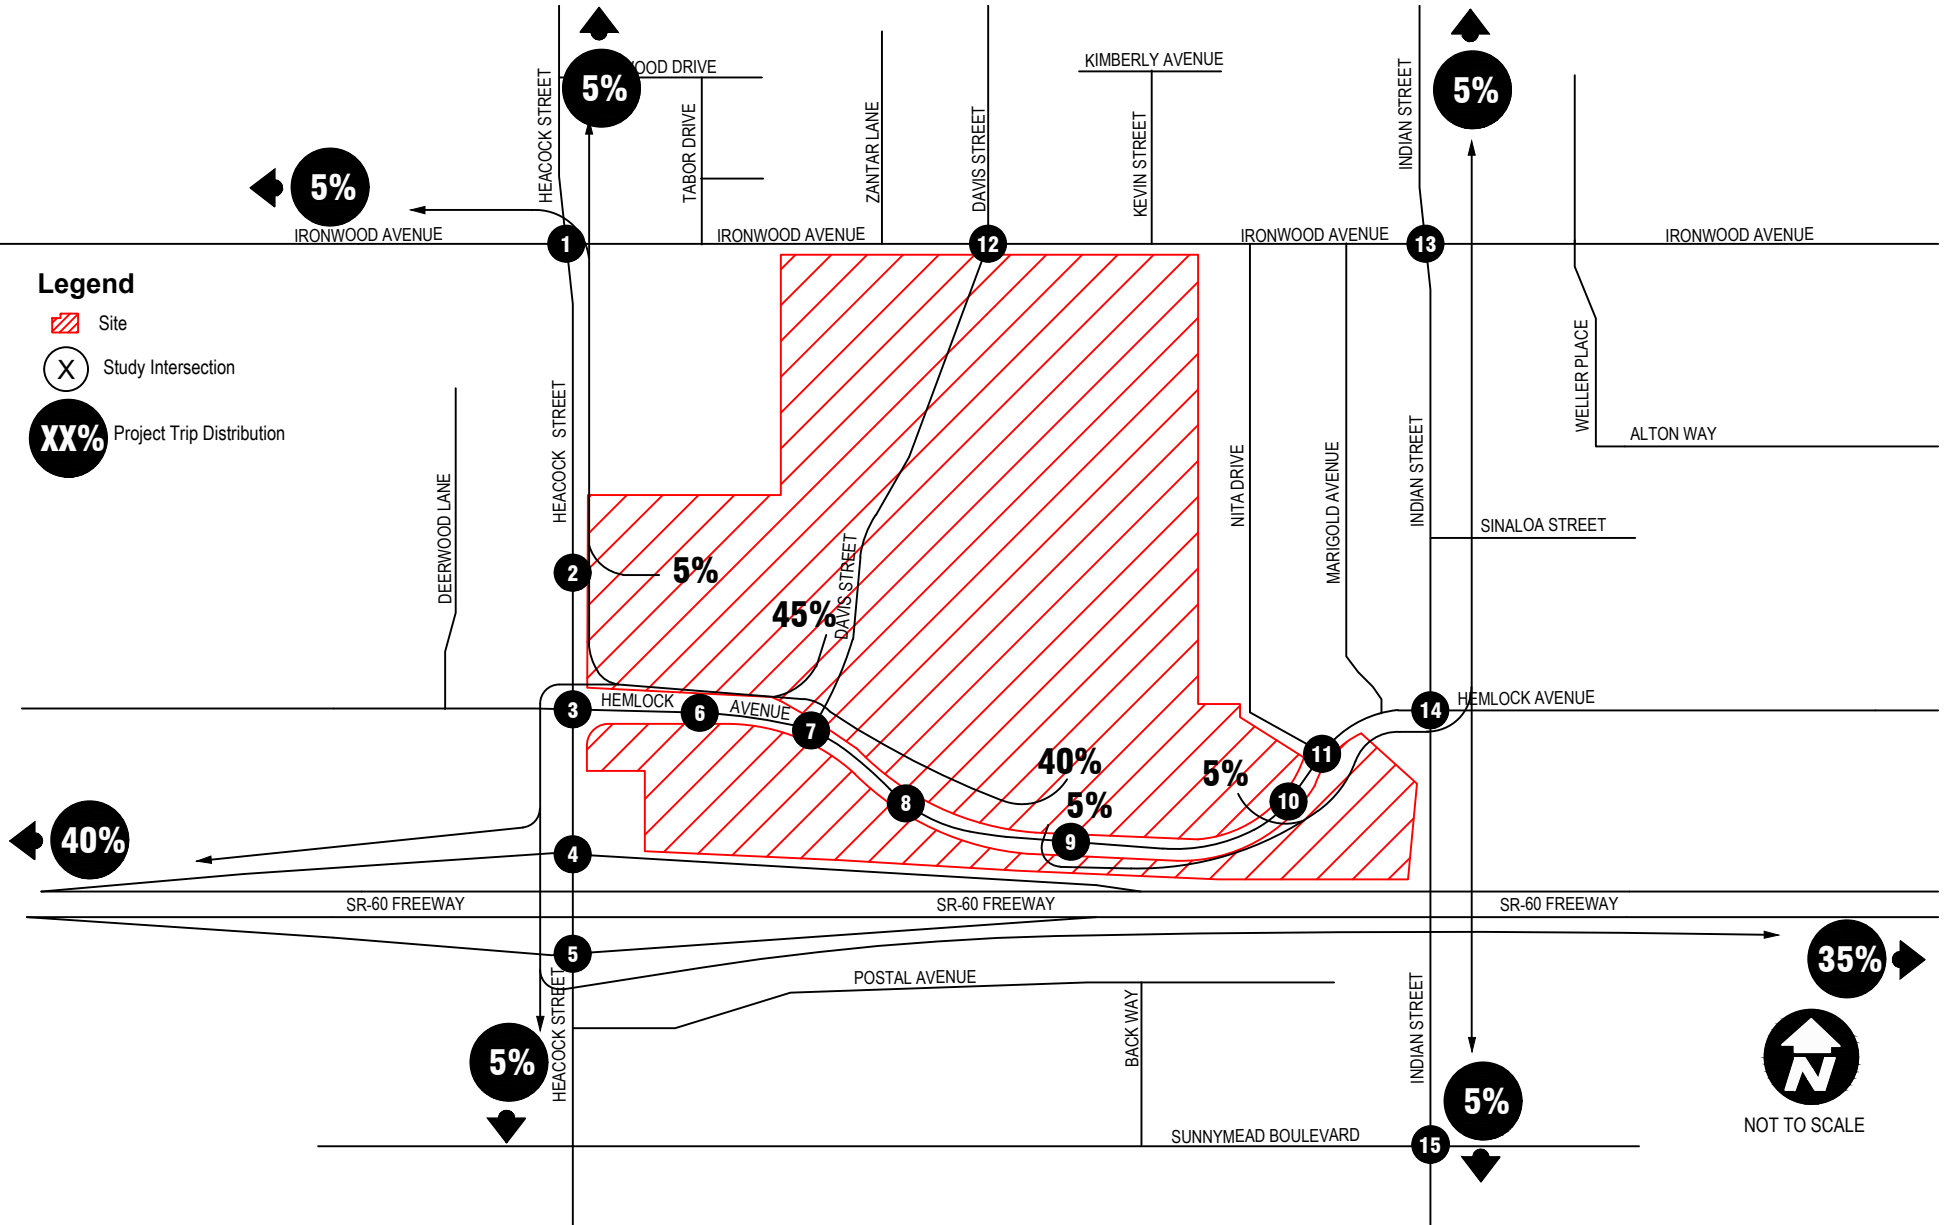 5%
5%
OOD DRIVE
KIMBERLY AVENUE
HEACOCK STREET
TABOR DRIVE
ZANTAR LANE
DAVIS STREET
KEVIN STREET
INDIAN STREET
5%
IRONWOOD AVENUE
1
IRONWOOD AVENUE
12
IRONWOOD AVENUE
13
IRONWOOD AVENUE
Legend
Site
X
Study Intersection
XX%
Project Trip Distribution
HEACOCK STREET
DEERWOOD LANE
DAVIS STREET
NITA DRIVE
MARIGOLD AVENUE
INDIAN STREET
WELLER PLACE
ALTON WAY
SINALOA STREET
2
5%
45%
3
HEMLOCK
6
AVENUE
7
14
HEMLOCK AVENUE
40%
5%
11
10
5%
8
9
40%
4
SR-60 FREEWAY
SR-60 FREEWAY
SR-60 FREEWAY
5
35%
POSTAL AVENUE
HEACOCK STREET
BACK WAY
INDIAN STREET
5%
5%
N
NOT TO SCALE
SUNNYMEAD BOULEVARD
15